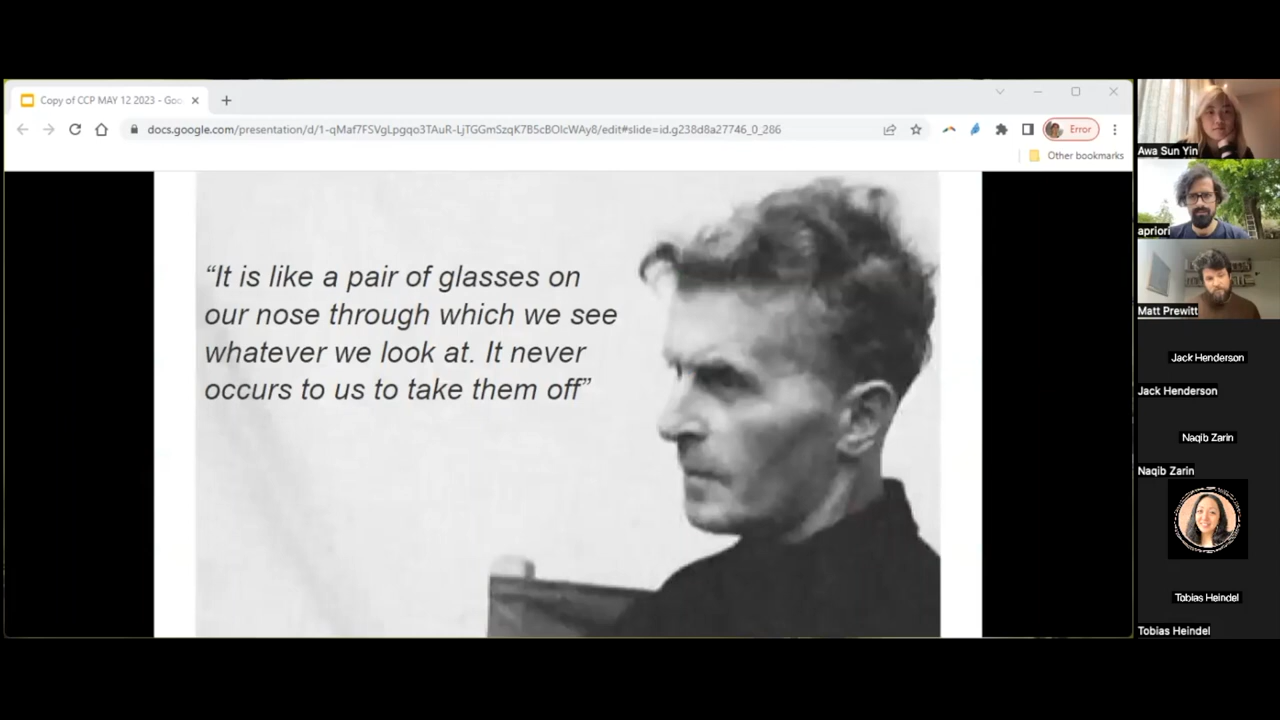 Copy of CCP MAY 12 2023 - Goo
docs.google.com/presentation/d/1-qMaf7FSVgLpgqo3TAuR-LjTGGmSzqK7B5cBOlcWAy8/edit#slide=id.g238d8a27746_0_286
Error
Other bookmarks
“It is like a pair of glasses on
our nose through which we see
whatever we look at. It never
occurs to us to take them off”
Awa Sun Yin
apriori
Matt Prewitt
Jack Henderson
Jack Henderson
Naqib Zarin
Naqib Zarin
Tobias Heindel
Tobias Heindel